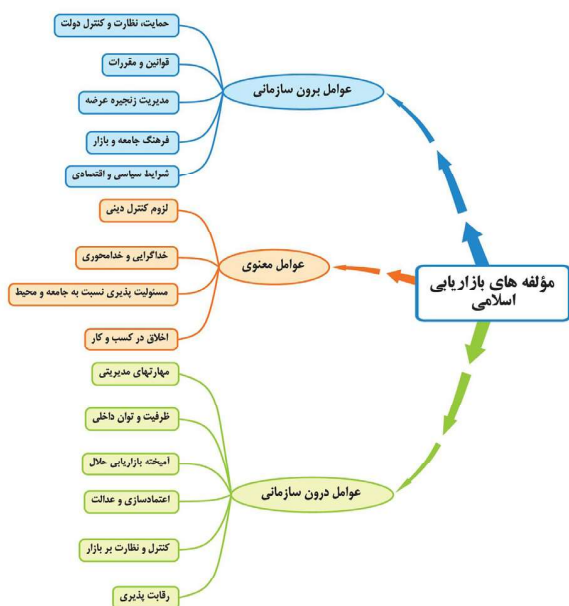 مؤلفه های بازاریابی
اسلامی
عوامل برون سازمانی
حمایت، نظارت و کنترل دولت
قوانین و مقررات
مدیریت زنجیره عرضه
فرهنگ جامعه و بازار
شرایط سیاسی و اقتصادی
عوامل معنوی
لزوم کنترل دینی
خداگرایی و خدامحوری
مسئولیت پذیری نسبت به جامعه و محیط
اخلاق در کسب و کار
عوامل درون سازمانی
مهارتهای مدیریتی
ظرفیت و توان داخلی
آمیخته بازاریابی حلال
اعتمادسازی و عدالت
کنترل و نظارت بر بازار
رقابت پذیری